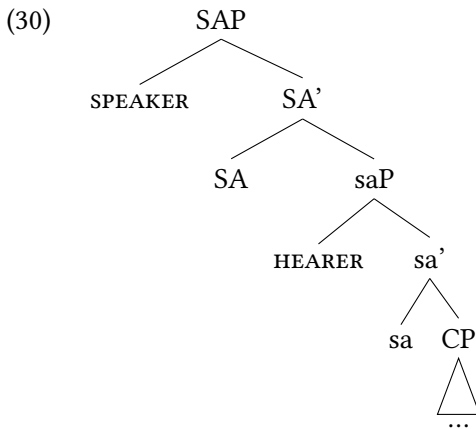 (30) SAP
SPEAKER SA’
SA saP
HEARER sa’
sa CP
...